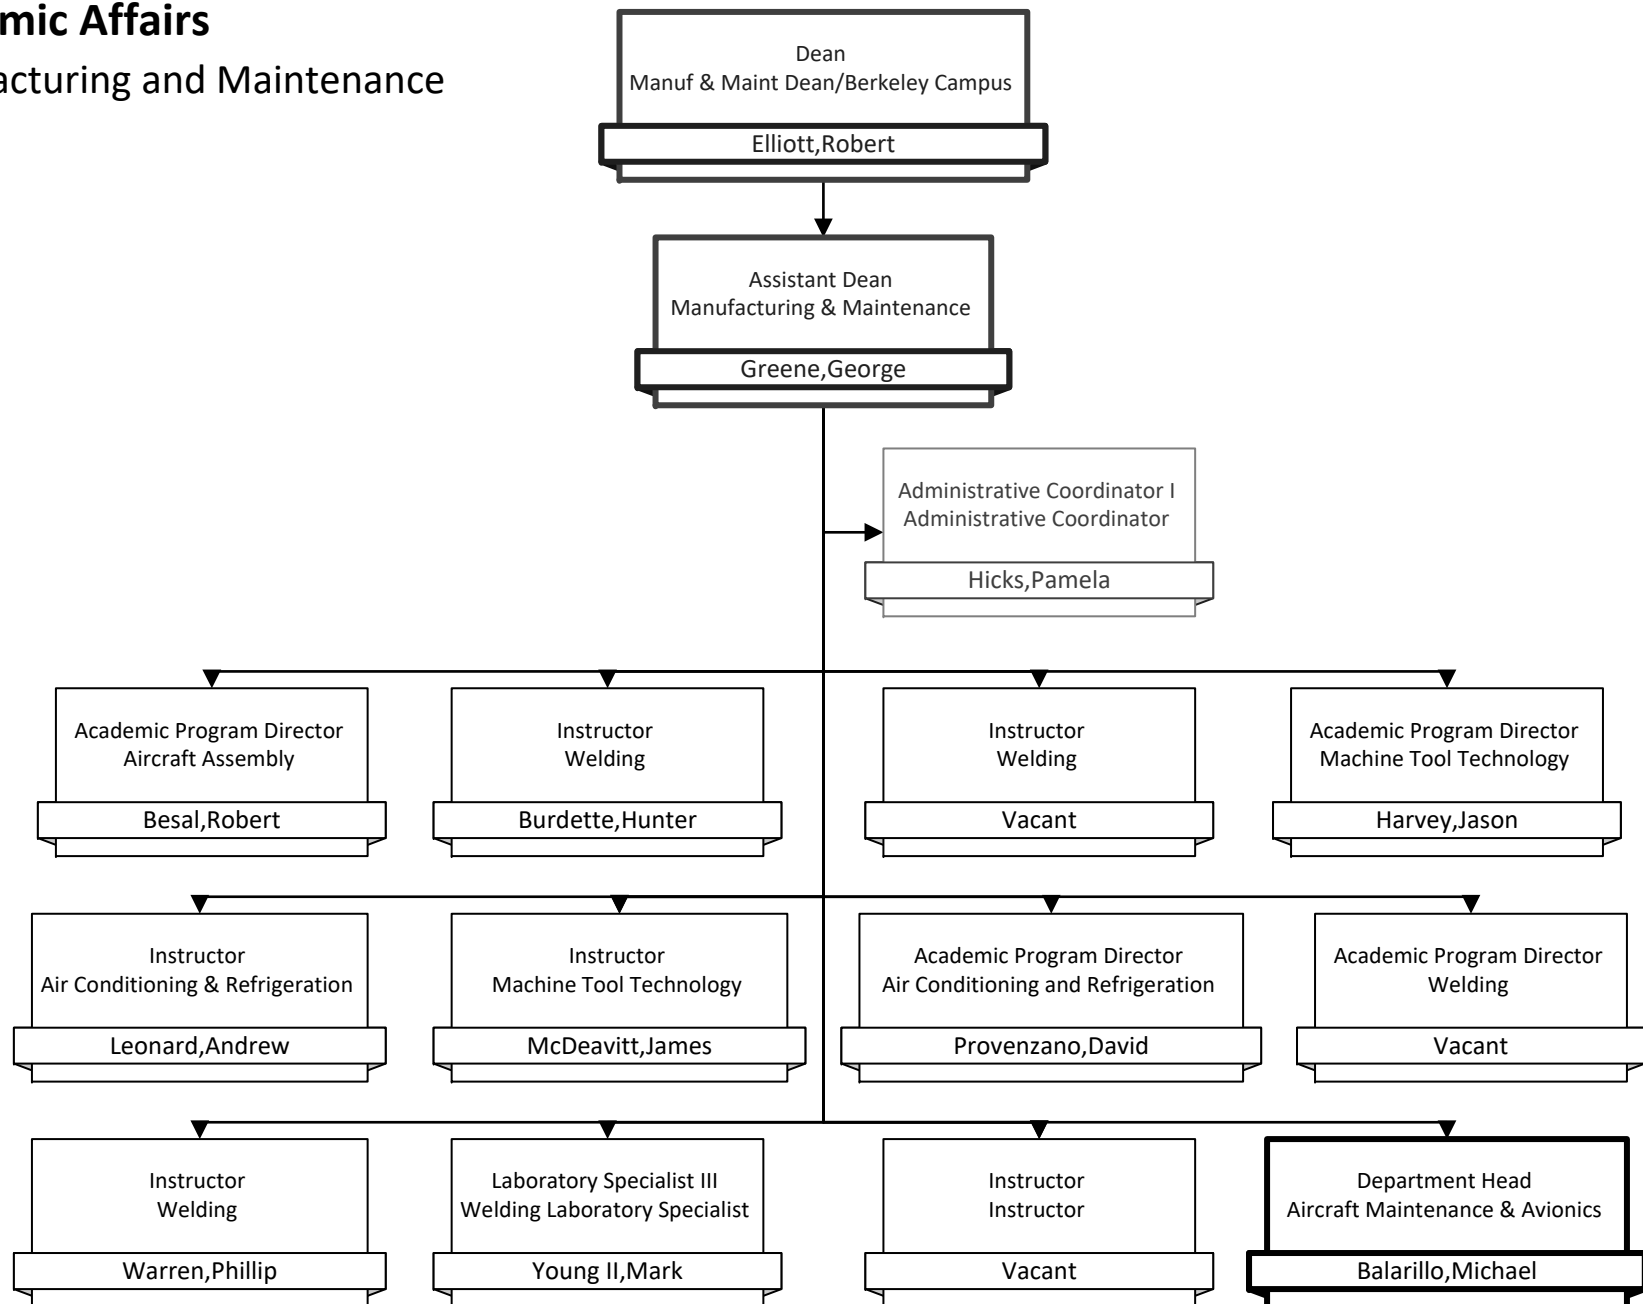 mic Affairs
acturing and Maintenance
Dean
Manuf & Maint Dean/Berkeley Campus
Elliott,Robert
Assistant Dean
Manufacturing & Maintenance
Greene,George
Administrative Coordinator I
Administrative Coordinator
Hicks,Pamela
Academic Program Director
Aircraft Assembly
Besal,Robert
Instructor
Welding
Burdette,Hunter
Instructor
Welding
Vacant
Academic Program Director
Machine Tool Technology
Harvey,Jason
Instructor
Air Conditioning & Refrigeration
Leonard,Andrew
Instructor
Machine Tool Technology
McDeavitt,James
Academic Program Director
Air Conditioning and Refrigeration
Provenzano,David
Academic Program Director
Welding
Vacant
Instructor
Welding
Warren,Phillip
Laboratory Specialist III
Welding Laboratory Specialist
Young II,Mark
Instructor
Instructor
Vacant
Department Head
Aircraft Maintenance & Avionics
Balarillo,Michael